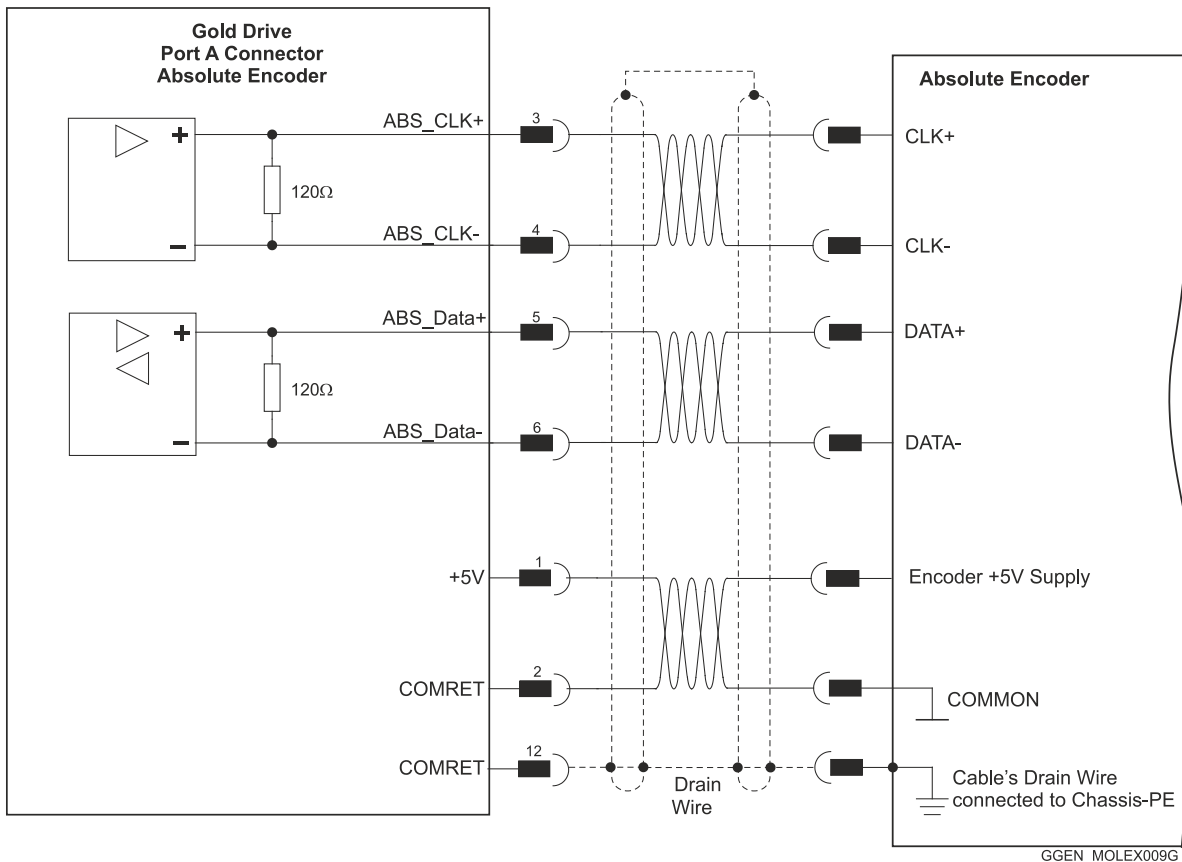 Gold Drive
Port A Connector
Absolute Encoder
Absolute Encoder
ABS_CLK+
3
CLK+
+
120Ω
ABS_CLK-
4
CLK-
−
ABS_Data+
5
DATA+
+
120Ω
ABS_Data-
6
DATA-
−
+5V
1
Encoder +5V Supply
COMRET
2
COMMON
COMRET
12
Drain
Wire
Cable's Drain Wire
connected to Chassis-PE
GGEN_MOLEX009G